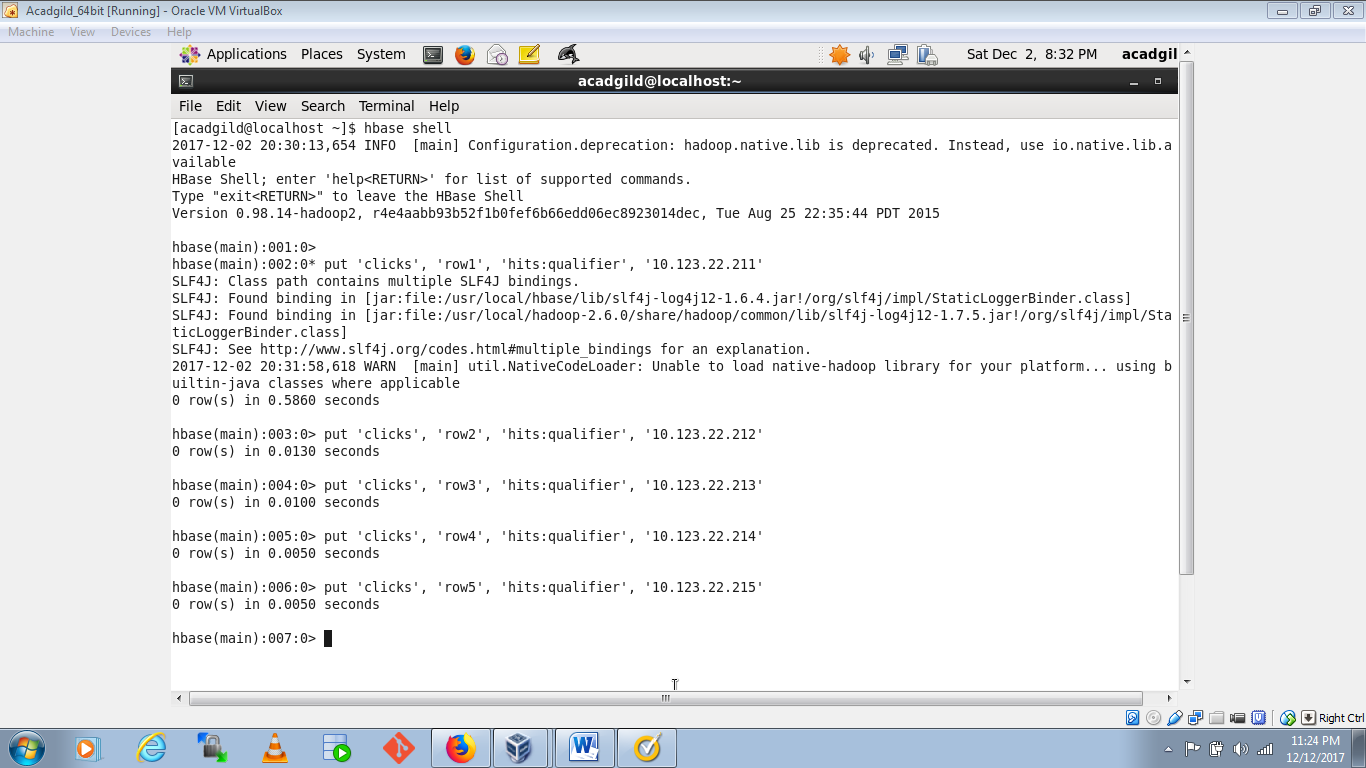 Acadgild_64bit [Running] - Oracle VM VirtualBox
Machine View Devices Help
Applications Places System Sat Dec 2, 8:32 PM acadgil
acadgild@localhost:~
File Edit View Search Terminal Help
[acadgild@localhost ~]$ hbase shell
2017-12-02 20:30:13,654 INFO  [main] Configuration.deprecation: hadoop.native.lib is deprecated. Instead, use io.native.lib.a
vailable
HBase Shell; enter 'help<RETURN>' for list of supported commands.
Type "exit<RETURN>" to leave the HBase Shell
Version 0.98.14-hadoop2, r4e4aabb93b52f1b0fef6b66edd06ec8923014dec, Tue Aug 25 22:35:44 PDT 2015
hbase(main):001:0>
hbase(main):002:0* put 'clicks', 'row1', 'hits:qualifier', '10.123.22.211'
SLF4J: Class path contains multiple SLF4J bindings.
SLF4J: Found binding in [jar:file:/usr/local/hbase/lib/slf4j-log4j12-1.6.4.jar!/org/slf4j/impl/StaticLoggerBinder.class]
SLF4J: Found binding in [jar:file:/usr/local/hadoop-2.6.0/share/hadoop/common/lib/slf4j-log4j12-1.7.5.jar!/org/slf4j/impl/Sta
ticLoggerBinder.class]
SLF4J: See http://www.slf4j.org/codes.html#multiple_bindings for an explanation.
2017-12-02 20:31:58,618 WARN  [main] util.NativeCodeLoader: Unable to load native-hadoop library for your platform... using b
uiltin-java classes where applicable
0 row(s) in 0.5860 seconds
hbase(main):003:0> put 'clicks', 'row2', 'hits:qualifier', '10.123.22.212'
0 row(s) in 0.0130 seconds
hbase(main):004:0> put 'clicks', 'row3', 'hits:qualifier', '10.123.22.213'
0 row(s) in 0.0100 seconds
hbase(main):005:0> put 'clicks', 'row4', 'hits:qualifier', '10.123.22.214'
0 row(s) in 0.0050 seconds
hbase(main):006:0> put 'clicks', 'row5', 'hits:qualifier', '10.123.22.215'
0 row(s) in 0.0050 seconds
hbase(main):007:0>
Right Ctrl
11:24 PM
12/12/2017